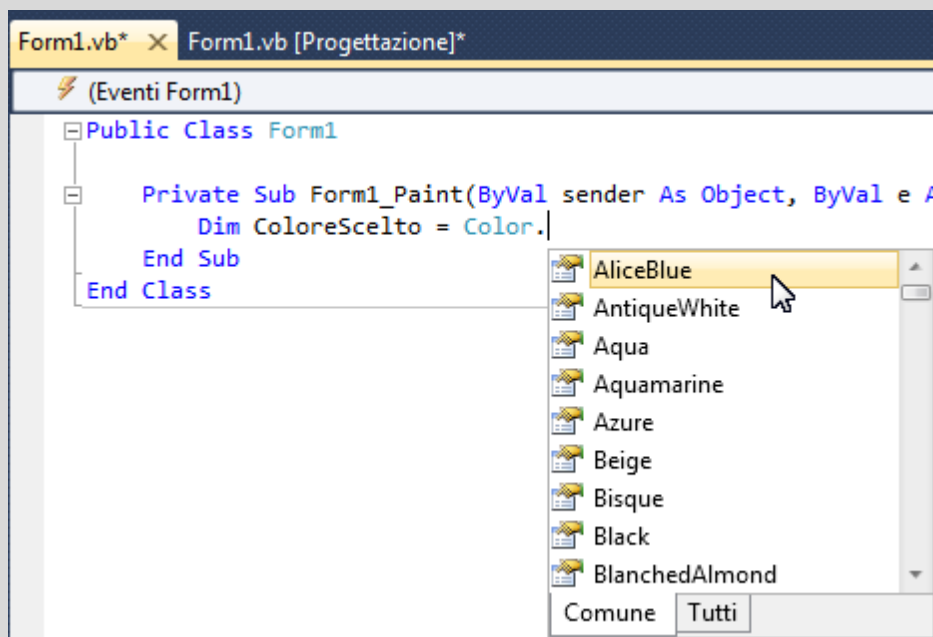 Form1.vb* Form1.vb [Progettazione]*
(Eventi Form1)
Public Class Form1
Private Sub Form1_Paint(ByVal sender As Object, ByVal e A
Dim ColoreScelto = Color.
End Sub
End Class
AliceBlue
AntiqueWhite
Aqua
Aquamarine
Azure
Beige
Bisque
Black
BlanchedAlmond
Comune Tutti